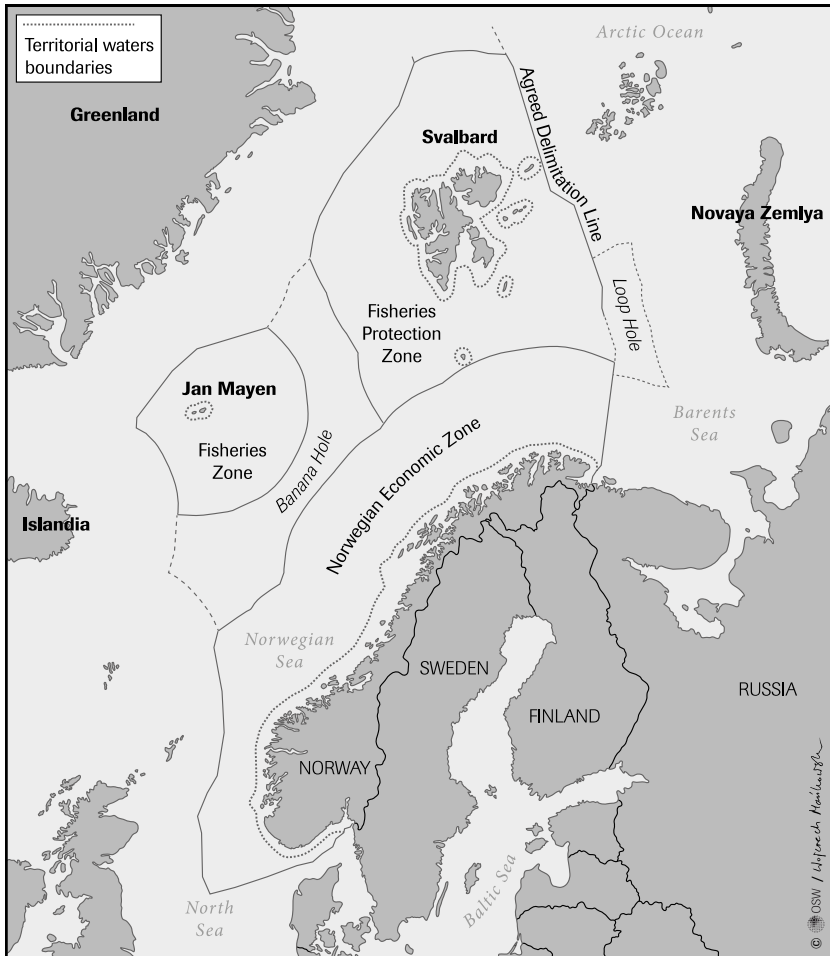 Territorial waters
boundaries
Arctic Ocean
Greenland
Agreed Delimitation Line
Svalbard
Novaya Zemlya
Loop Hole
Fisheries
Protection
Zone
Jan Mayen
Barents
Sea
Fisheries
Zone
Banana Hole
Norwegian Economic Zone
Islandia
Norwegian
Sea
SWEDEN
RUSSIA
FINLAND
NORWAY
Baltic Sea
North
Sea
© OSW / Wojciech Mańkowski